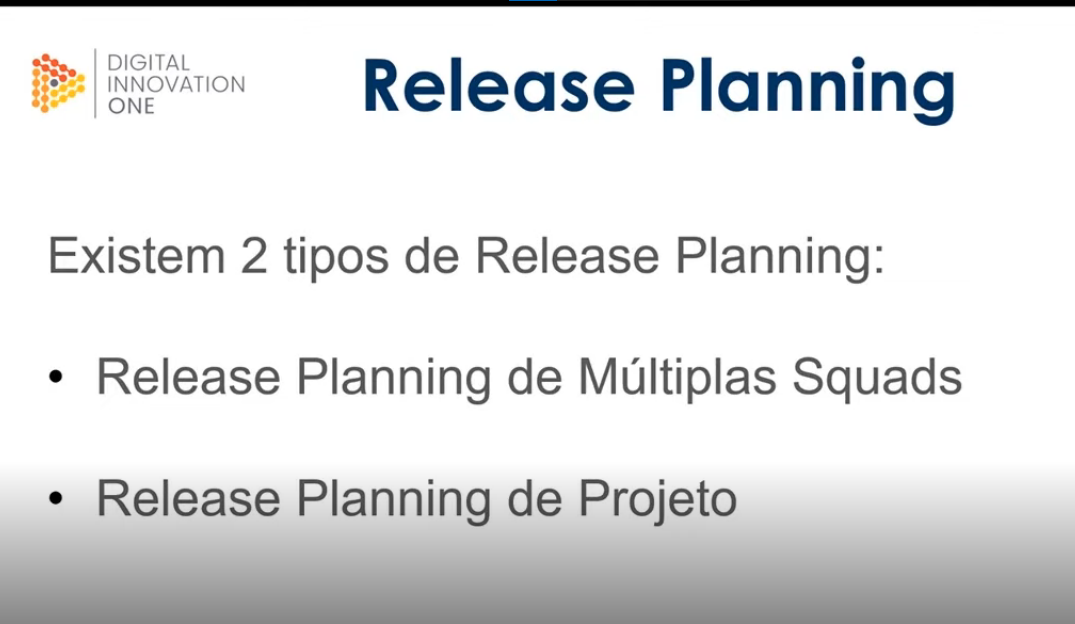 DIGITAL
INNOVATION
ONE
Release Planning
Existem 2 tipos de Release Planning:
• Release Planning de Múltiplas Squads
• Release Planning de Projeto